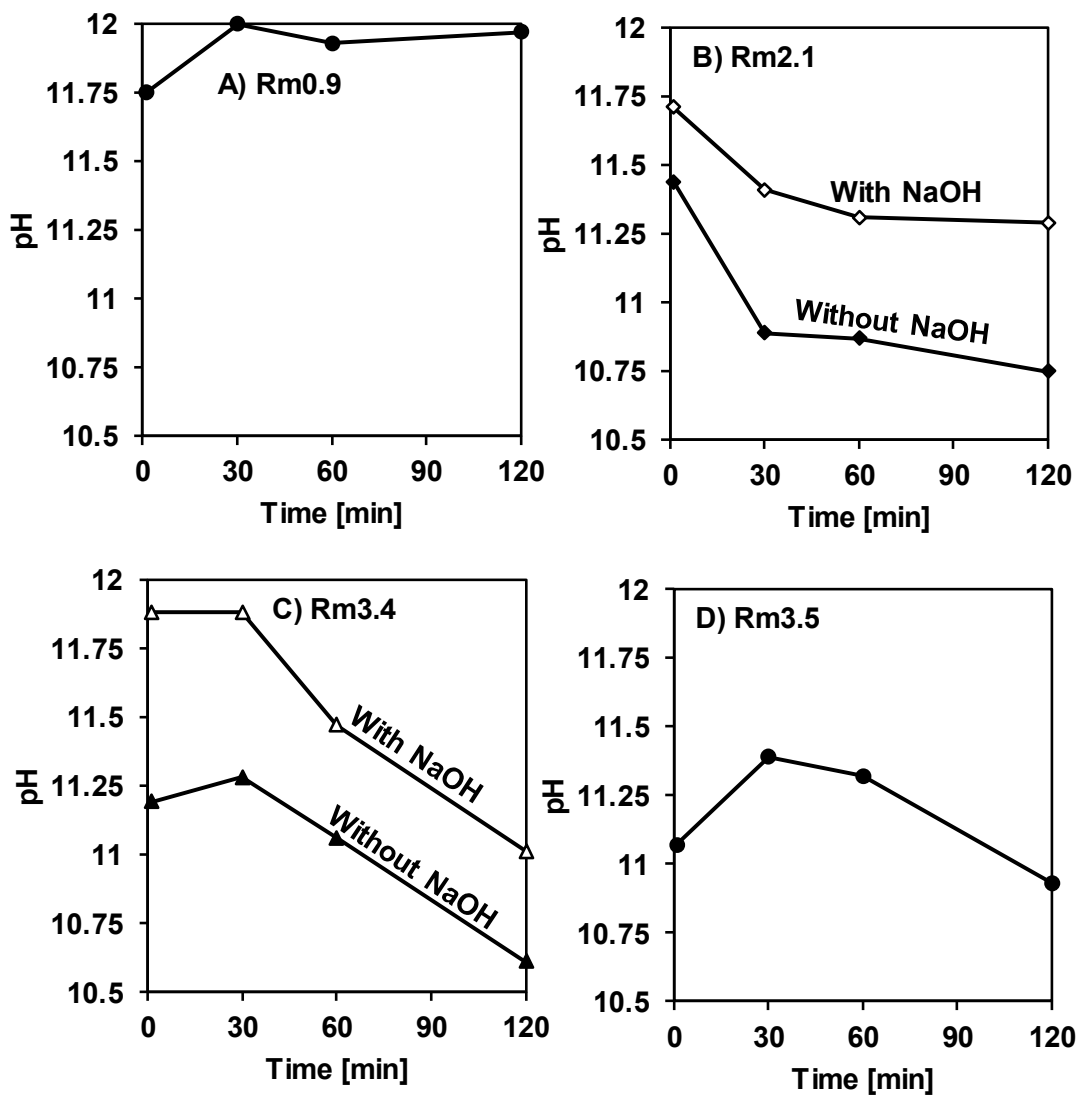 12
11.75
11.5
11.25
11
10.75
10.5
pH
A) Rm0.9
0 30 60 90 120
Time [min]
12
11.75
11.5
11.25
11
10.75
10.5
pH
B) Rm2.1
With NaOH
Without NaOH
0 30 60 90 120
Time [min]
12
11.75
11.5
11.25
11
10.75
10.5
pH
C) Rm3.4
With NaOH
Without NaOH
0 30 60 90 120
Time [min]
12
11.75
11.5
11.25
11
10.75
10.5
pH
D) Rm3.5
0 30 60 90 120
Time [min]